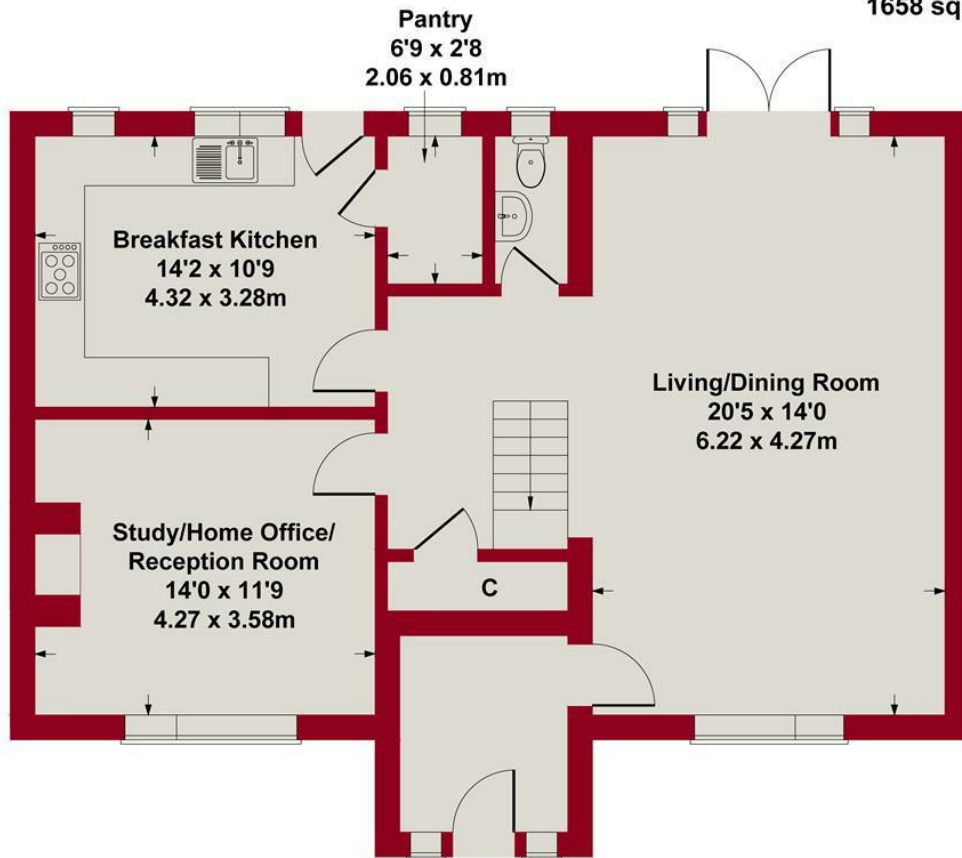 1658 sq
Pantry
6'9 x 2'8
2.06 x 0.81m
Breakfast Kitchen
14'2 x 10'9
4.32 x 3.28m
Living/Dining Room
20'5 x 14'0
6.22 x 4.27m
Study/Home Office/
Reception Room
14'0 x 11'9
4.27 x 3.58m
C